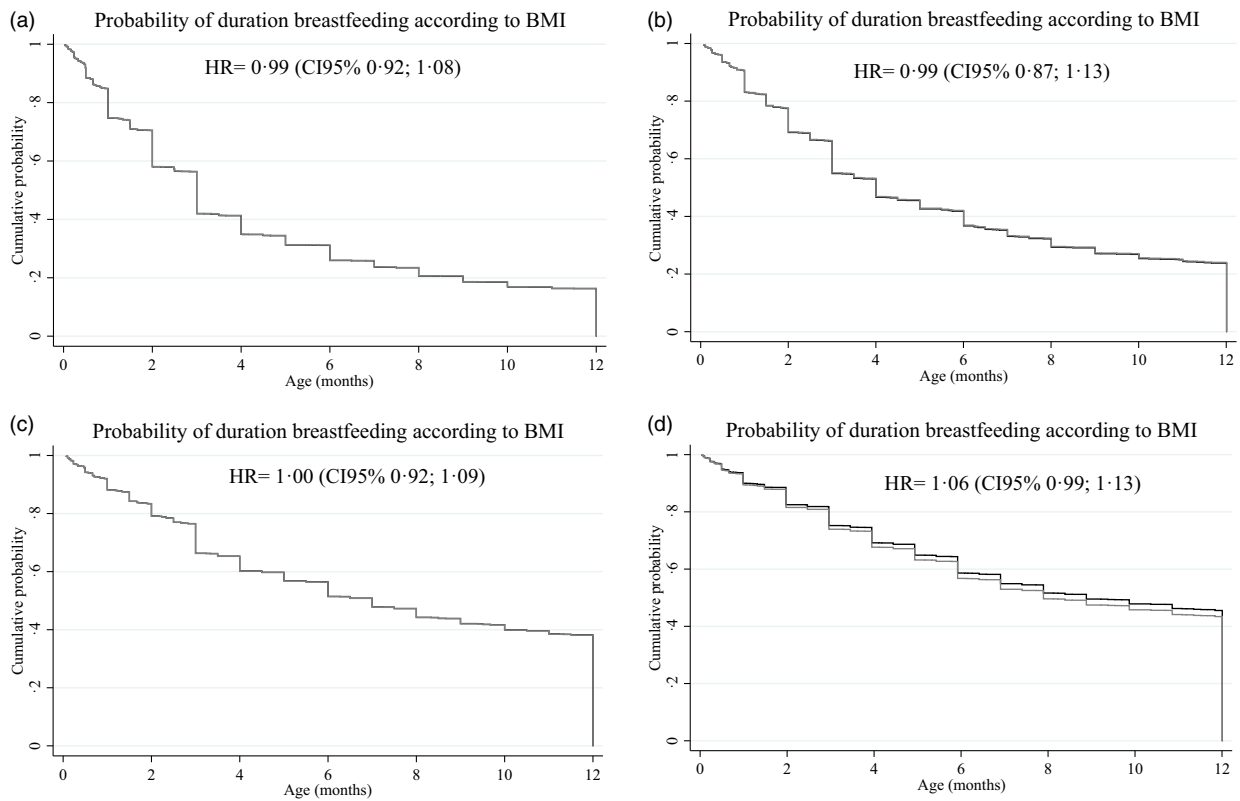 (a)
Probability of duration breastfeeding according to BMI
HR= 0·99 (CI95% 0·92; 1·08)
Cumulative probability
1
·8
·6
·4
·2
0
0 2 4 6 8 10 12
Age (months)
(b)
Probability of duration breastfeeding according to BMI
HR= 0·99 (CI95% 0·87; 1·13)
Cumulative probability
1
·8
·6
·4
·2
0
0 2 4 6 8 10 12
Age (months)
(c)
Probability of duration breastfeeding according to BMI
HR= 1·00 (CI95% 0·92; 1·09)
Cumulative probability
1
·8
·6
·4
·2
0
0 2 4 6 8 10 12
Age (months)
(d)
Probability of duration breastfeeding according to BMI
HR= 1·06 (CI95% 0·99; 1·13)
Cumulative probability
1
·8
·6
·4
·2
0
0 2 4 6 8 10 12
Age (months)